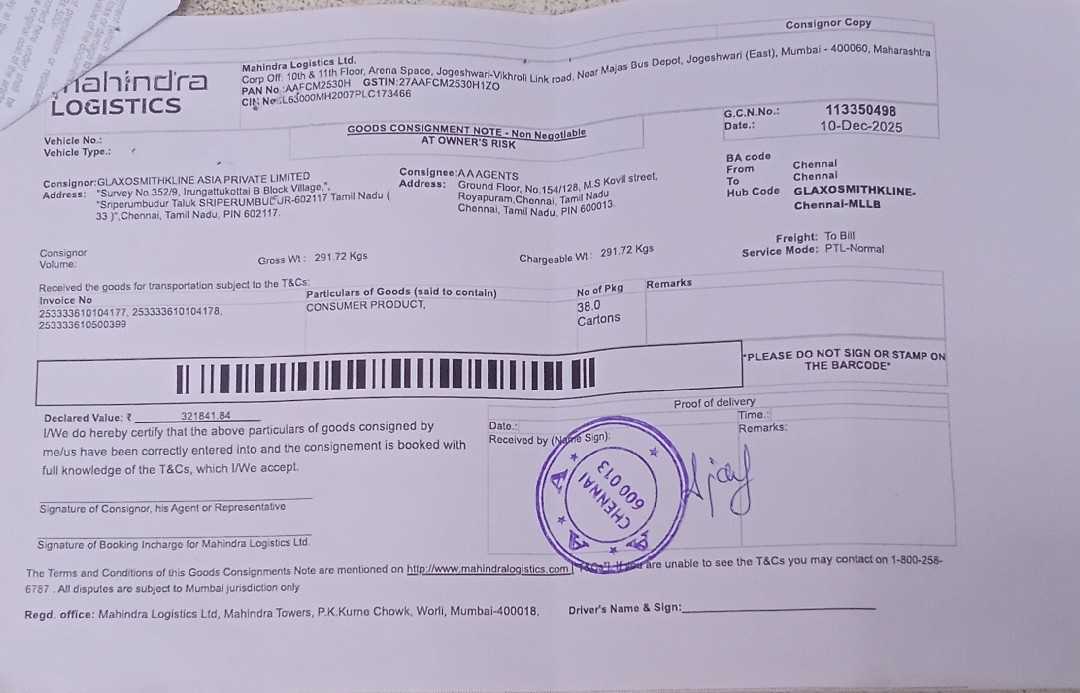 Consignor Copy
mahindra
LOGISTICS
Mahindra Logistics Ltd.
Corp Off: 10th & 11th Floor, Arena Space, Jogeshwari-Vikhroli Link road, Near Majas Bus Depot, Jogeshwari (East), Mumbai - 400060, Maharashtra
PAN No.:AAFCM2530H GSTIN:27AAFCM2530H1ZO
CIN No.:L63000MH2007PLC173466
GOODS CONSIGNMENT NOTE - Non Negotiable
AT OWNER'S RISK
G.C.N.No.: 113350498
Date.: 10-Dec-2025
Vehicle No.:
Vehicle Type.:
Consignor:GLAXOSMITHKLINE ASIA PRIVATE LIMITED
Address: "Survey No.352/9, Irungattukottai B Block Village,",
"Sriperumbudur Taluk SRIPERUMBUDUR-602117 Tamil Nadu (
33 )",Chennai, Tamil Nadu, PIN 602117.
Consignee:A A AGENTS
Address: Ground Floor, No.154/128, M.S Kovil street,
Royapuram,Chennai, Tamil Nadu
Chennai, Tamil Nadu, PIN 600013.
BA code
From Chennai
To Chennai
Hub Code GLAXOSMITHKLINE-
Chennai-MLLB
Consignor
Volume:
Gross Wt : 291.72 Kgs
Chargeable Wt : 291.72 Kgs
Freight: To Bill
Service Mode: PTL-Normal
Received the goods for transportation subject to the T&Cs:
Invoice No
253333610104177, 253333610104178,
253333610500399
Particulars of Goods (said to contain)
CONSUMER PRODUCT,
No of Pkg
38.0
Cartons
Remarks
*PLEASE DO NOT SIGN OR STAMP ON
THE BARCODE*
Declared Value: ₹ 321841.84
I/We do hereby certify that the above particulars of goods consigned by
me/us have been correctly entered into and the consignement is booked with
full knowledge of the T&Cs, which I/We accept.
Signature of Consignor, his Agent or Representative
Signature of Booking Incharge for Mahindra Logistics Ltd.
Proof of delivery
Date.:
Time.:
Received by (Name Sign):
Remarks:
CHENNAI
600 013
A A A
Ajay
The Terms and Conditions of this Goods Consignments Note are mentioned on http://www.mahindralogistics.com | "T&C". If you are unable to see the T&Cs you may contact on 1-800-258-
6787 . All disputes are subject to Mumbai jurisdiction only
Regd. office: Mahindra Logistics Ltd, Mahindra Towers, P.K.Kurne Chowk, Worli, Mumbai-400018.
Driver's Name & Sign: